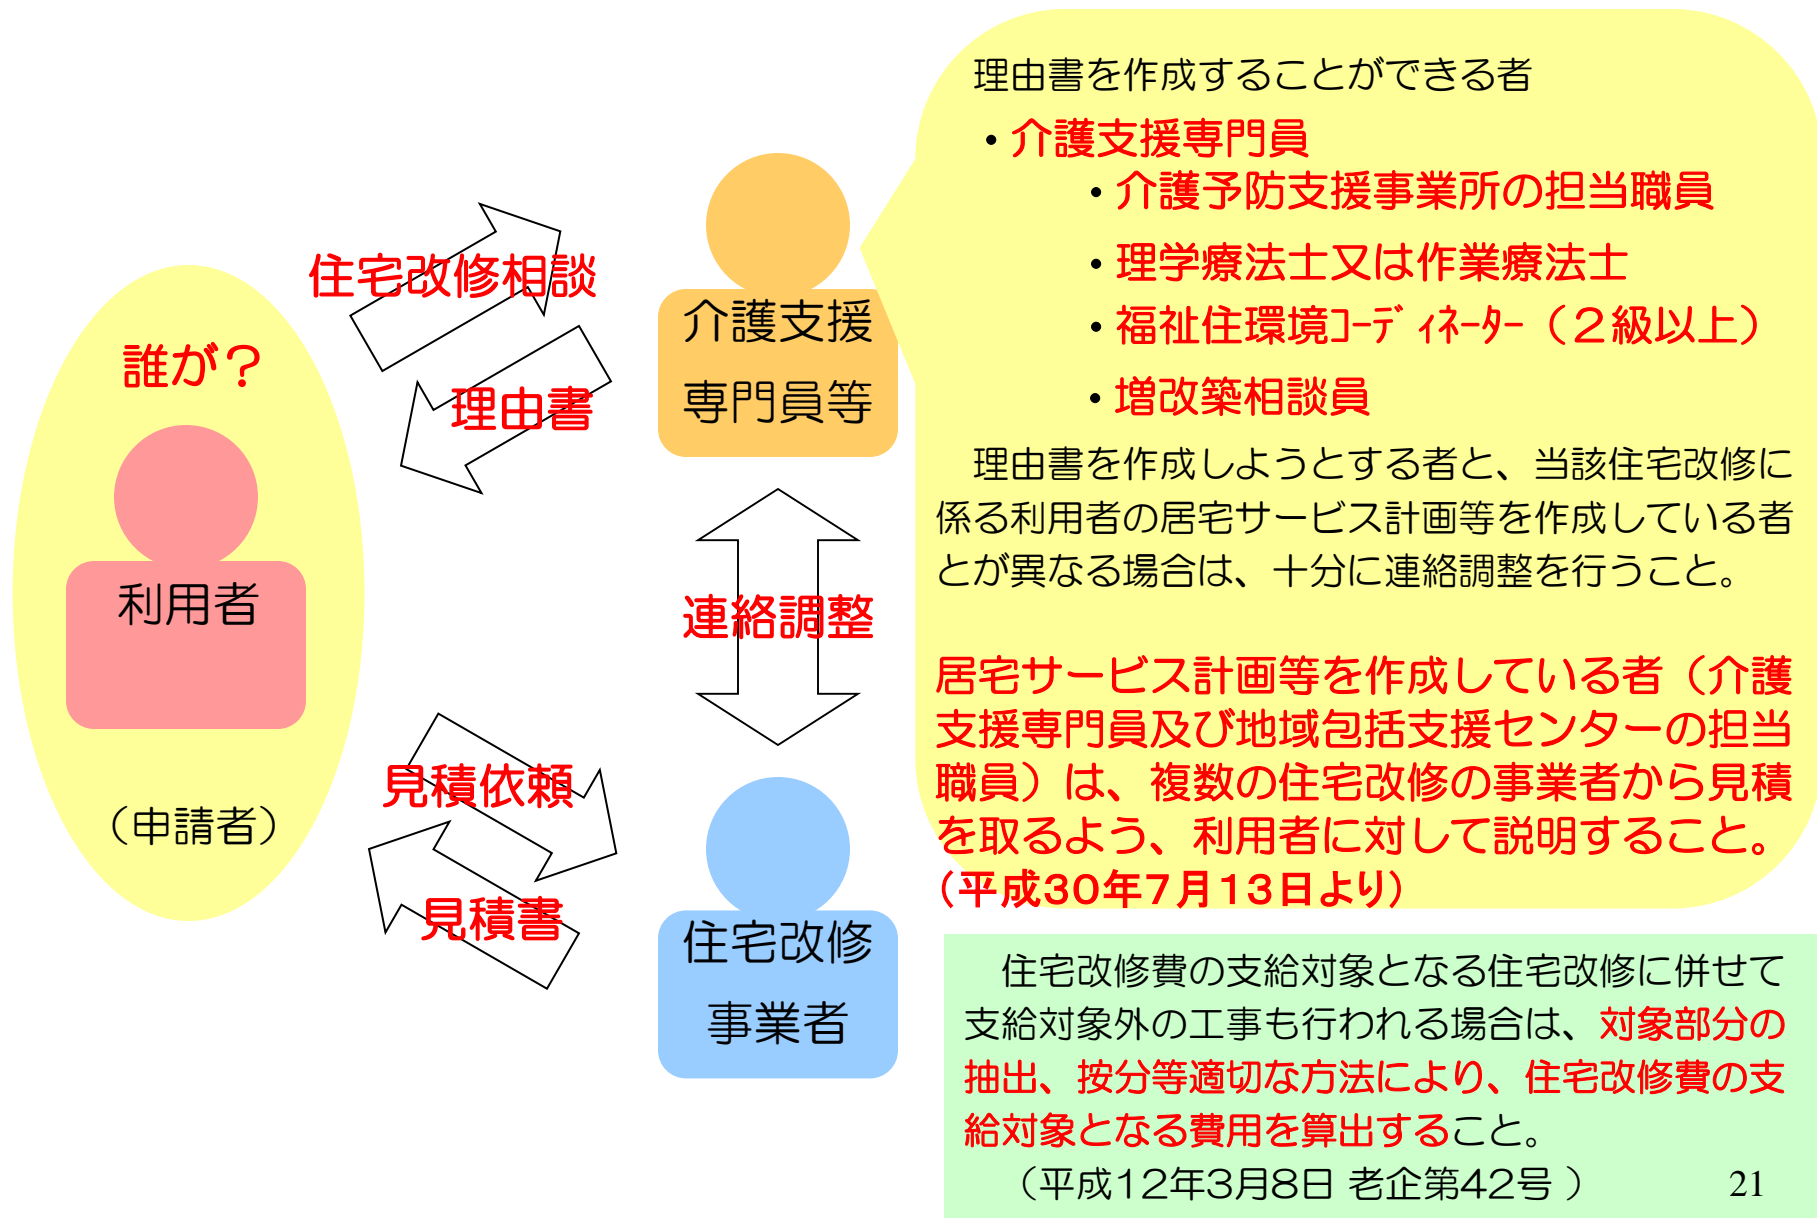 誰が？
利用者
（申請者）
住宅改修相談
理由書
介護支援
専門員等
連絡調整
見積依頼
見積書
住宅改修
事業者
理由書を作成することができる者
・介護支援専門員
・介護予防支援事業所の担当職員
・理学療法士又は作業療法士
・福祉住環境ｺｰﾃﾞｨﾈｰﾀｰ（２級以上）
・増改築相談員
理由書を作成しようとする者と、当該住宅改修に
係る利用者の居宅サービス計画等を作成している者
とが異なる場合は、十分に連絡調整を行うこと。
居宅サービス計画等を作成している者（介護
支援専門員及び地域包括支援センターの担当
職員）は、複数の住宅改修の事業者から見積
を取るよう、利用者に対して説明すること。
（平成30年7月13日より）
住宅改修費の支給対象となる住宅改修に併せて
支給対象外の工事も行われる場合は、対象部分の
抽出、按分等適切な方法により、住宅改修費の支
給対象となる費用を算出すること。
（平成12年3月8日 老企第42号 ）
21